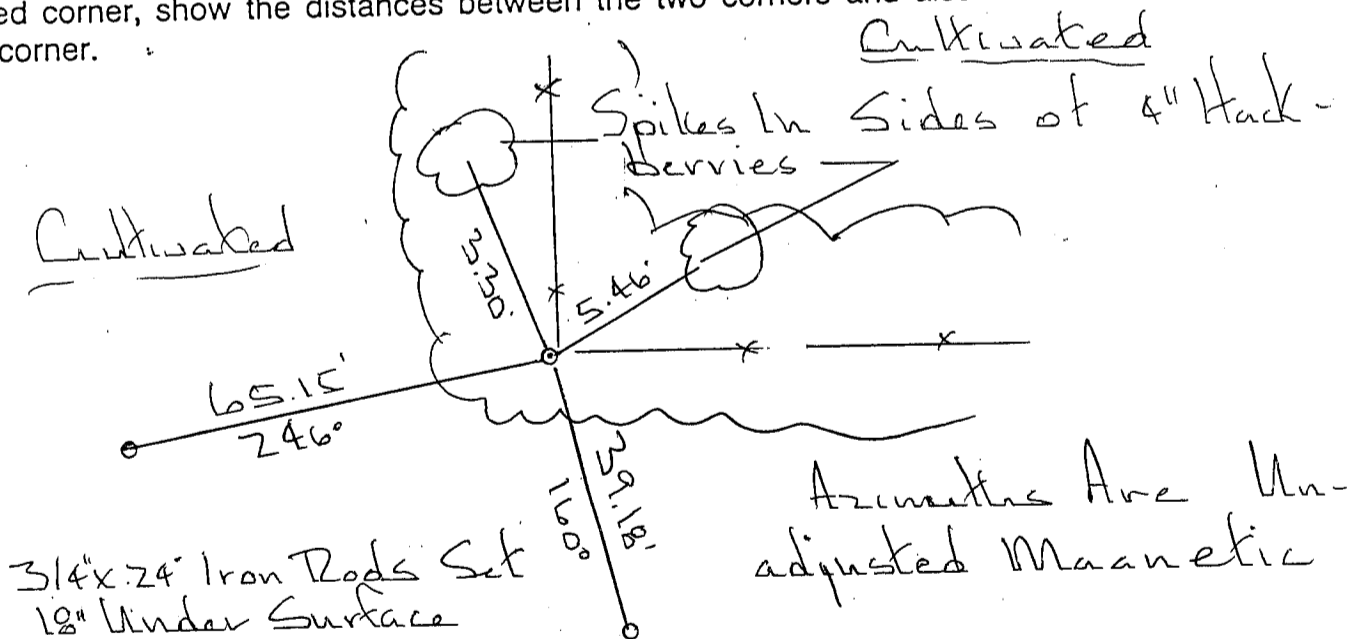 ed corner, show the distances between the two corners and
corner.
Cultivated
Spikes In Sides of 4" Hack-
berries
Cultivated
3.30'
5.46'
65.15'
246°
39.18'
160°
Azimuths Are Un-
adjusted Magnetic
3/4"x 24" Iron Rods Set
18" Under Surface